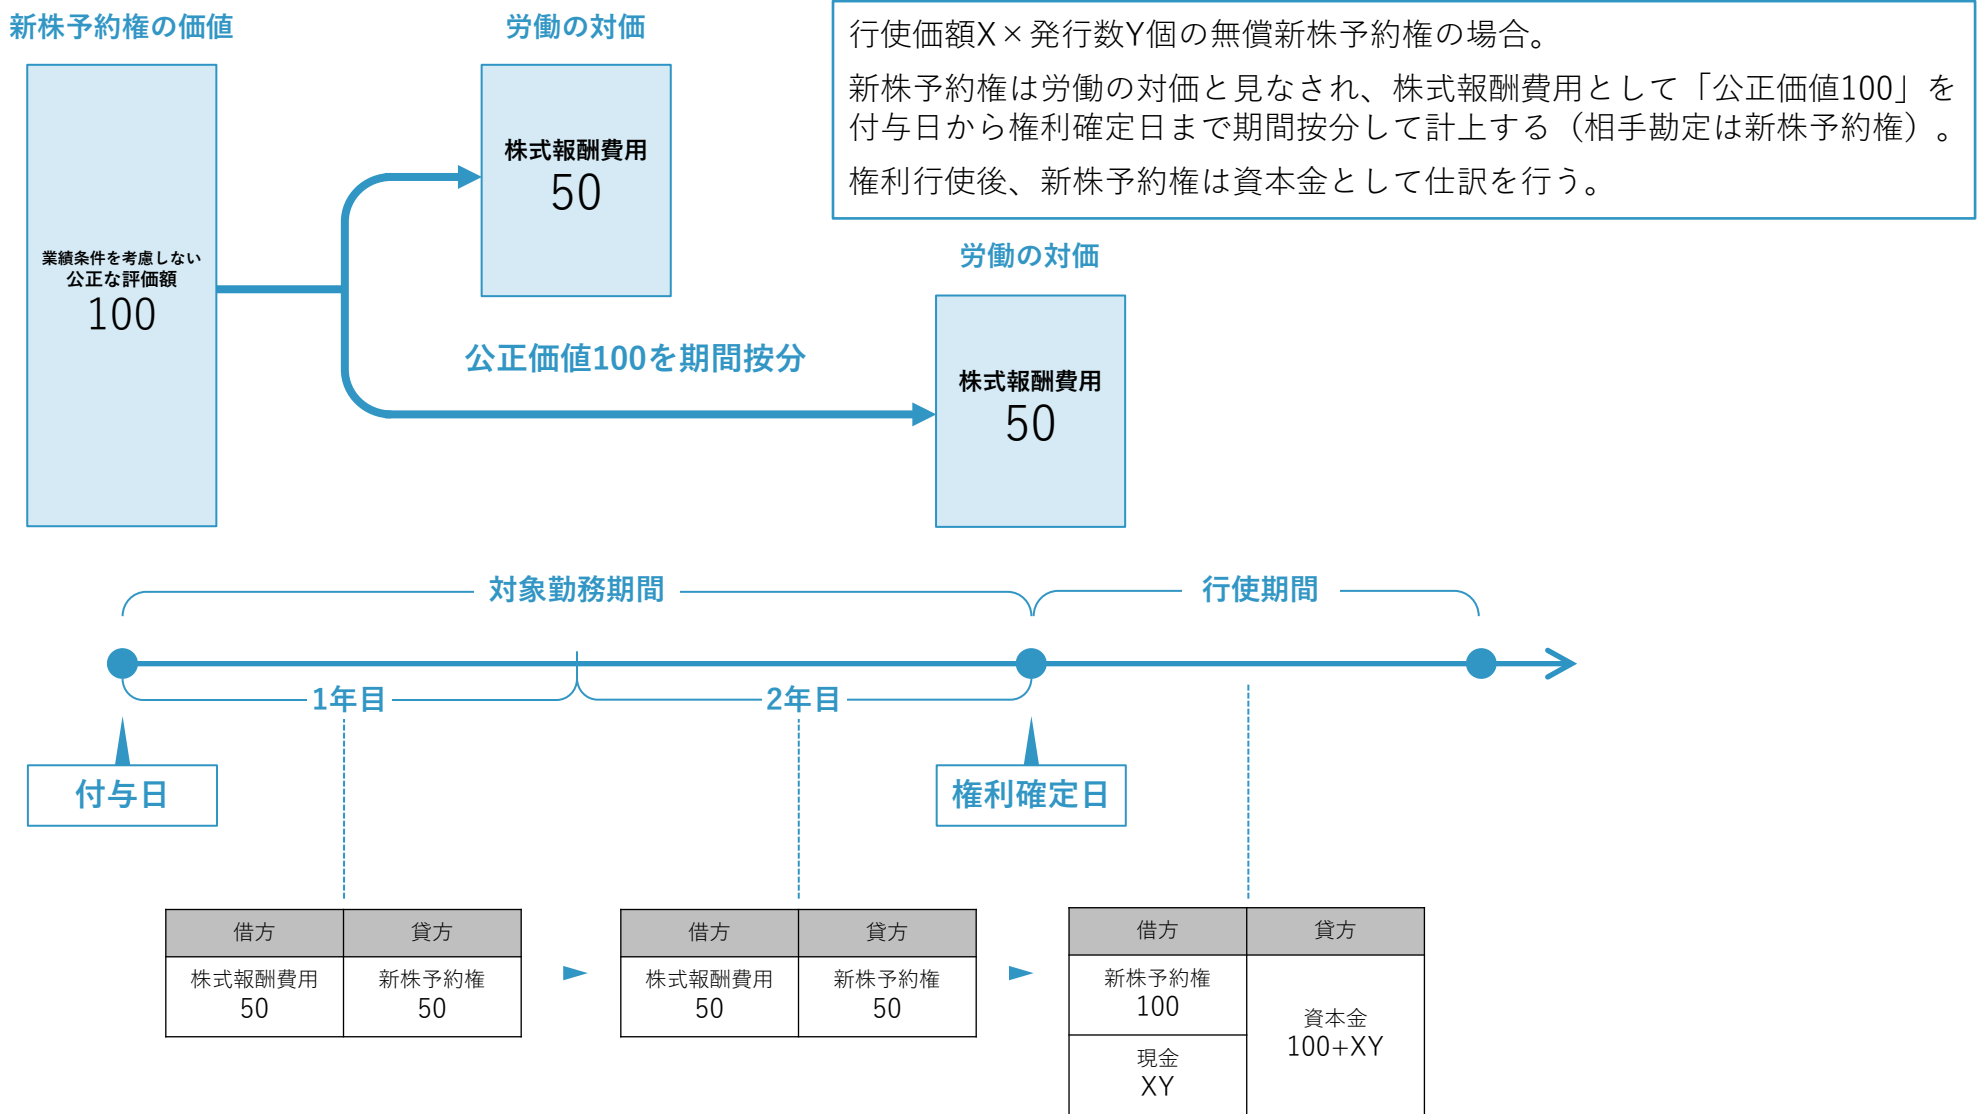 新株予約権の価値
労働の対価
行使価額X×発行数Y個の無償新株予約権の場合。
新株予約権は労働の対価と見なされ、株式報酬費用として「公正価値100」を
付与日から権利確定日まで期間按分して計上する（相手勘定は新株予約権）。
権利行使後、新株予約権は資本金として仕訳を行う。
株式報酬費用
50
業績条件を考慮しない
公正な評価額
100
労働の対価
公正価値100を期間按分
株式報酬費用
50
対象勤務期間
行使期間
1年目
2年目
付与日
権利確定日
借方 貸方
株式報酬費用 新株予約権
50 50
借方 貸方
株式報酬費用 新株予約権
50 50
借方 貸方
新株予約権
100
資本金
100+XY
現金
XY